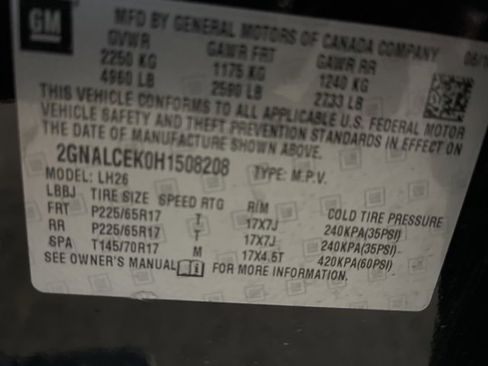 GM
MFD BY GENERAL MOTORS OF CANADA COMPANY 06/1
GVWR GAWR FRT GAWR RR
2250 KG 1175 KG 1240 KG
4960 LB 2590 LB 2733 LB
THIS VEHICLE CONFORMS TO ALL APPLICABLE U.S. FEDERAL MOTOR
VEHICLE SAFETY AND THEFT PREVENTION STANDARDS IN EFFECT ON
THE DATE OF MANUFACTURE SHOWN ABOVE.
2GNALCEK0H1508208 TYPE: M.P.V.
MODEL: LH26
LBBJ TIRE SIZE SPEED RTG RIM COLD TIRE PRESSURE
FRT P225/65R17 T 17X7J 240KPA(35PSI)
RR P225/65R17 T 17X7J 240KPA(35PSI)
SPA T145/70R17 M 17X4.5T 420KPA(60PSI)
SEE OWNER'S MANUAL FOR MORE INFORMATION.